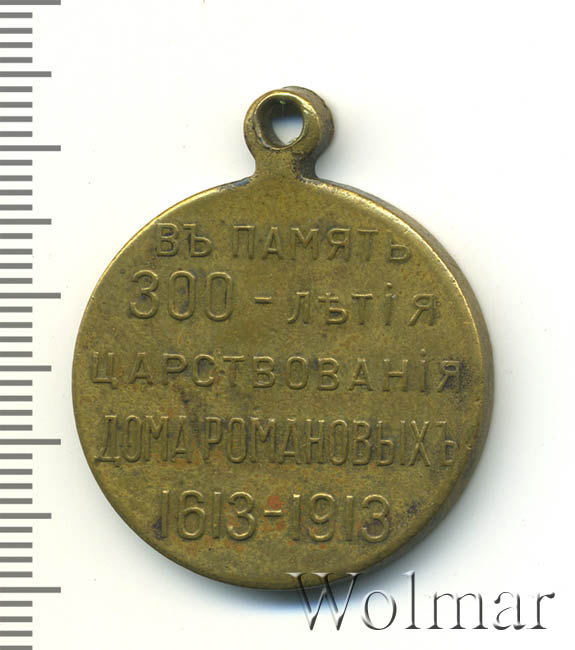 ВЪ ПАМЯТЬ
300-ЛѢТІЯ
ЦАРСТВОВАНІЯ
ДОМА РОМАНОВЫХЪ
1613-1913
Wolmar